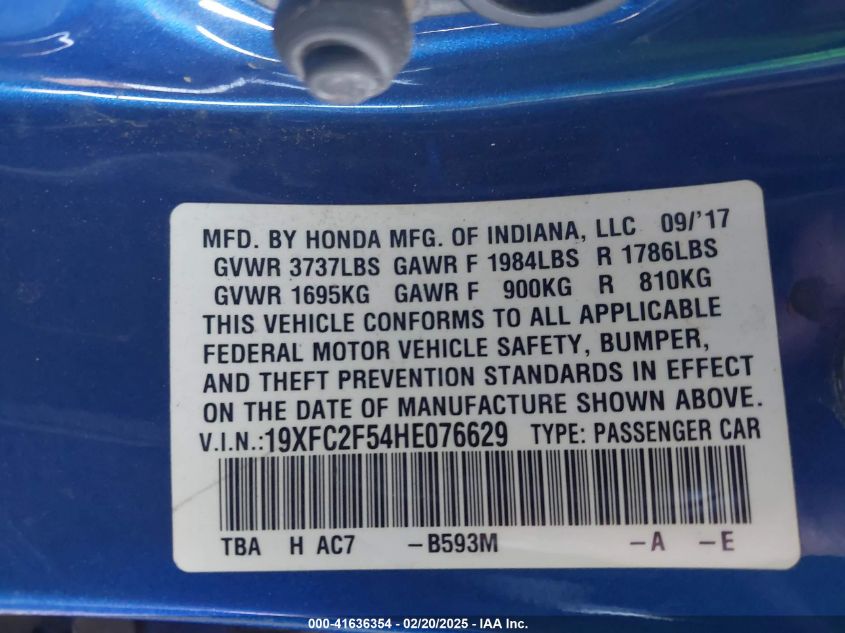 MFD. BY HONDA MFG. OF INDIANA, LLC 09/'17
GVWR 3737LBS GAWR F 1984LBS R 1786LBS
GVWR 1695KG GAWR F 900KG R 810KG
THIS VEHICLE CONFORMS TO ALL APPLICABLE
FEDERAL MOTOR VEHICLE SAFETY, BUMPER,
AND THEFT PREVENTION STANDARDS IN EFFECT
ON THE DATE OF MANUFACTURE SHOWN ABOVE.
V.I.N.:19XFC2F54HE076629 TYPE: PASSENGER CAR
TBA H AC7 -B593M -A -E
000-41636354 - 02/20/2025 - IAA Inc.